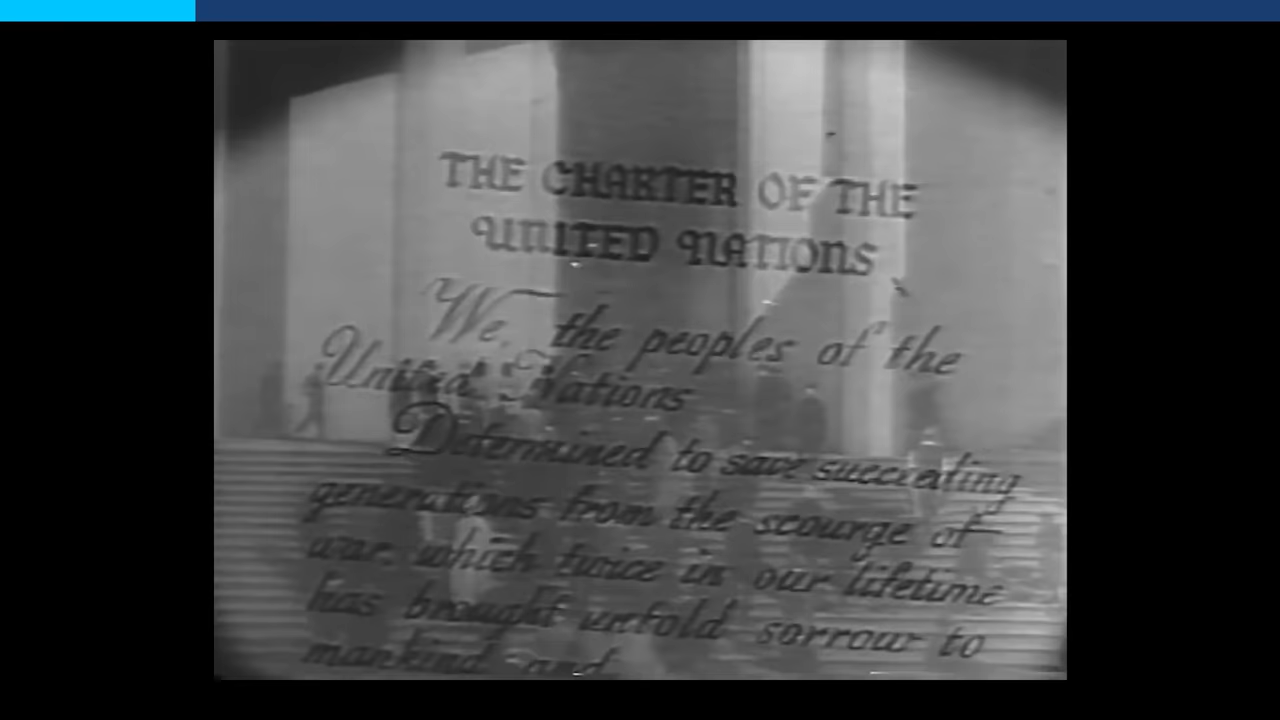 THE CHARTER OF THE
UNITED NATIONS
We, the peoples of the
United Nations
Determined to save succeeding
generations from the scourge of
war, which twice in our lifetime
has brought untold sorrow to
mankind and